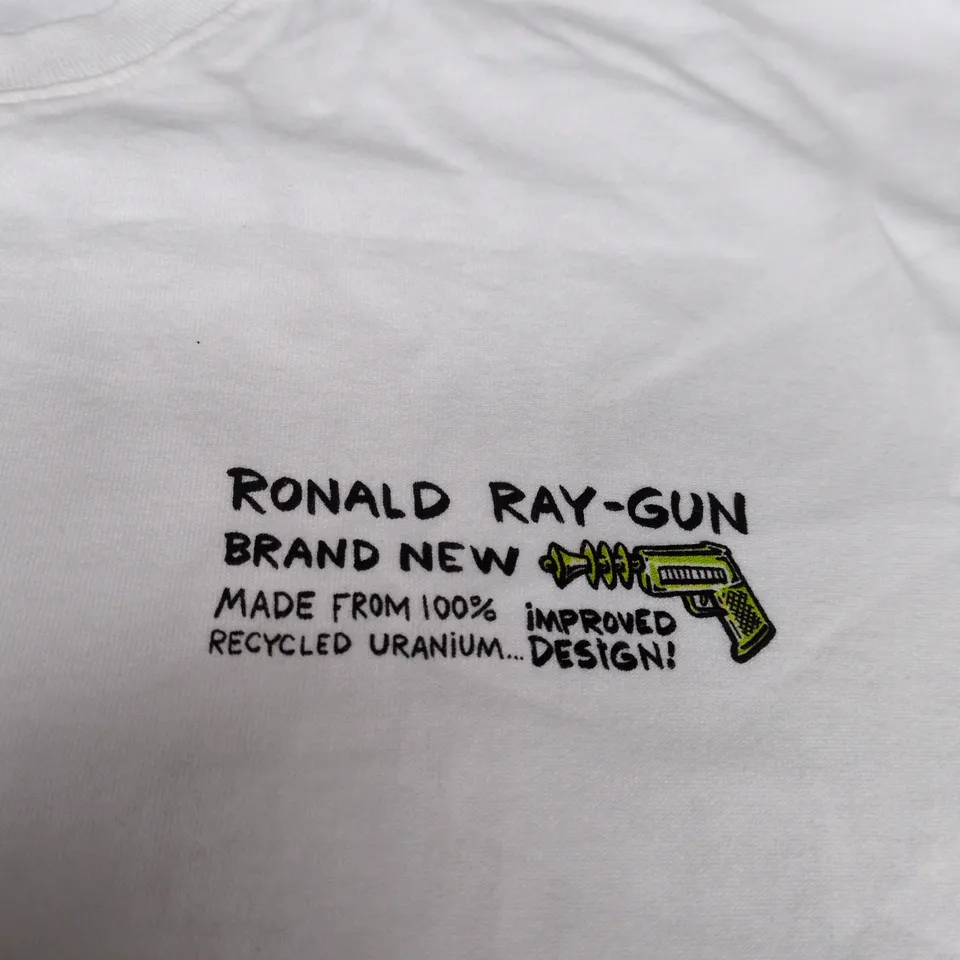 RONALD RAY-GUN
BRAND NEW
MADE FROM 100%
RECYCLED URANiUM...
iMPROVED
DESiGN!